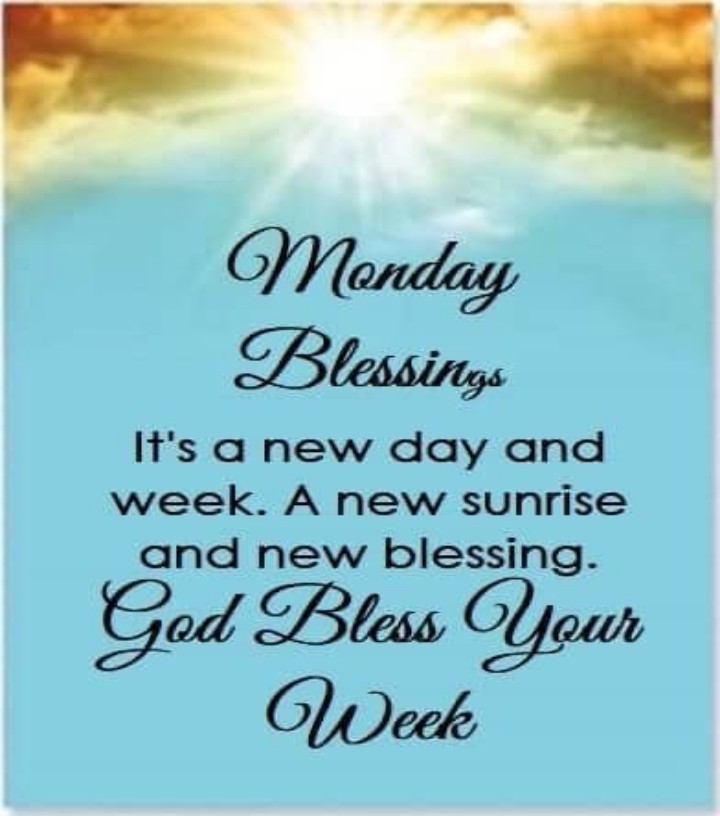 Monday
Blessings
It's a new day and
week. A new sunrise
and new blessing.
God Bless Your
Week